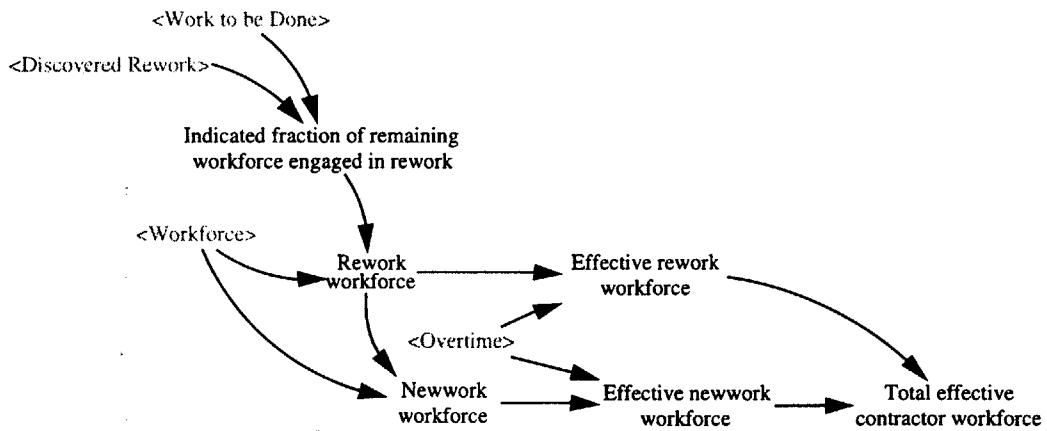 <Work to be Done>
<Discovered Rework>
Indicated fraction of remaining
workforce engaged in rework
<Workforce>
Rework
workforce
Effective rework
workforce
<Overtime>
Newwork
workforce
Effective newwork
workforce
Total effective
contractor workforce